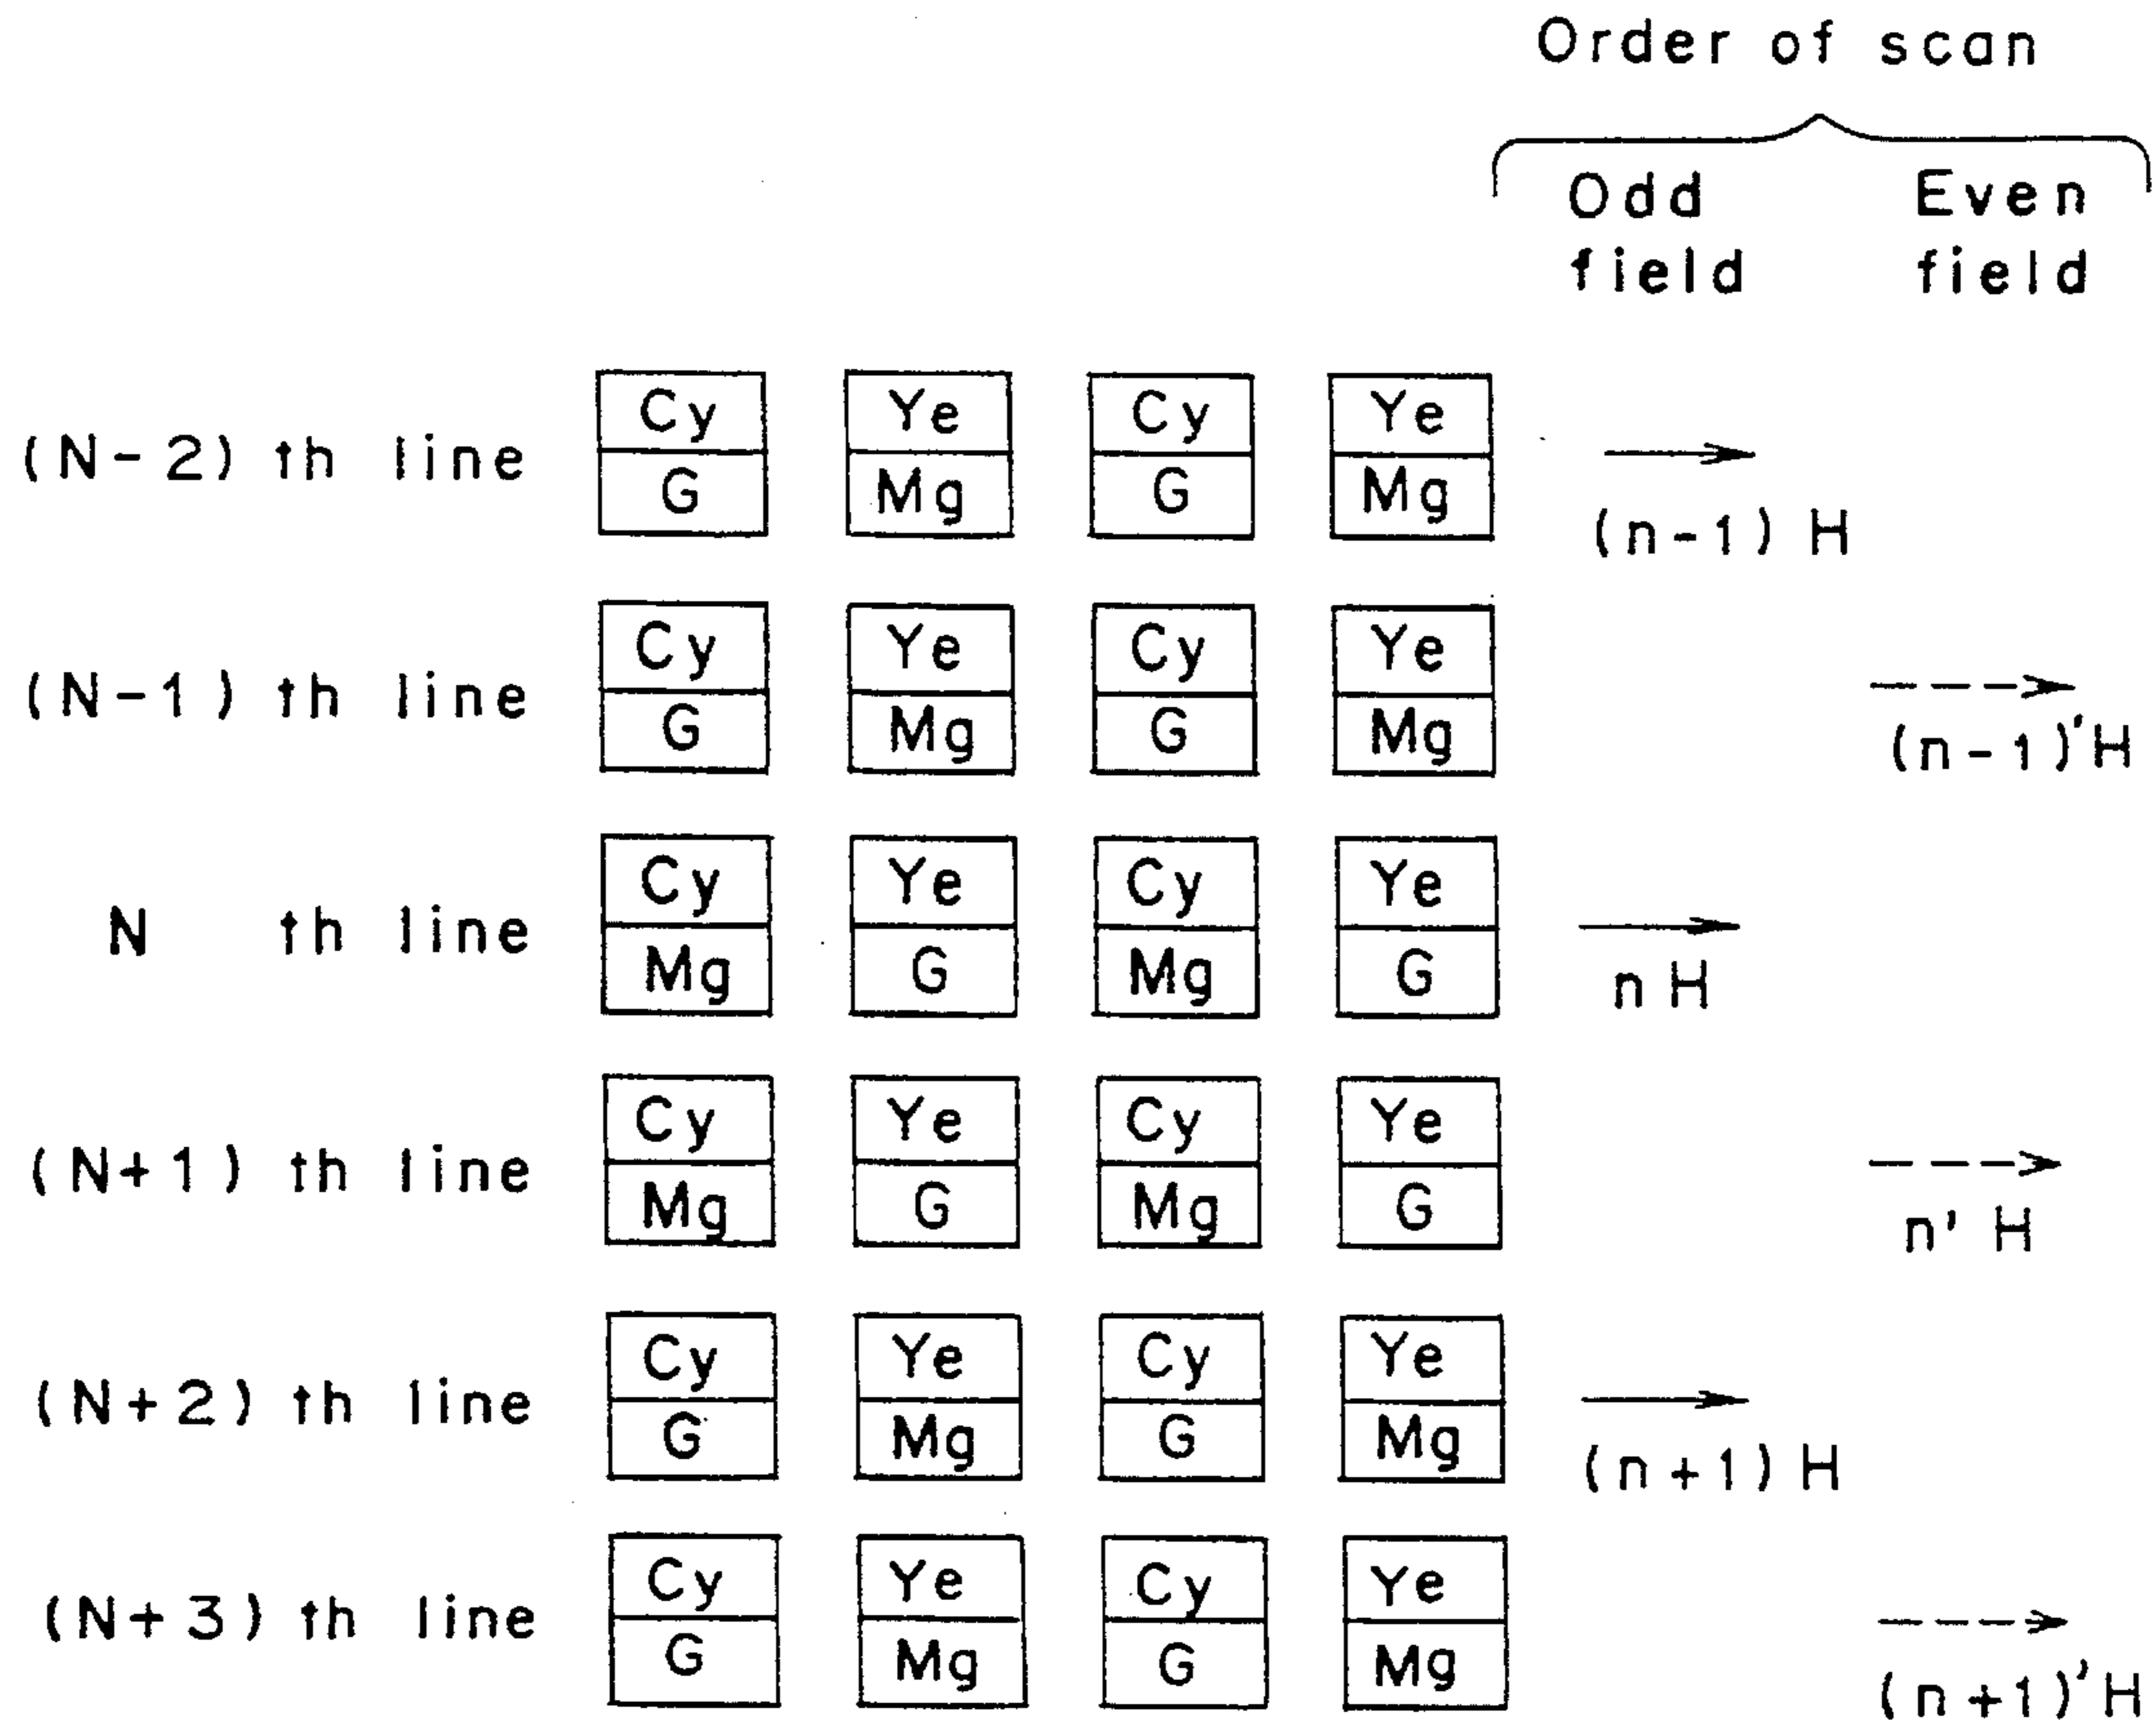 Order of scan
Odd field
Even field
(N-2) th line Cy Ye Cy Ye
G Mg G Mg
(n-1) H
(N-1) th line Cy Ye Cy Ye
G Mg G Mg
(n-1)'H
N th line Cy Ye Cy Ye
Mg G Mg G
n H
(N+1) th line Cy Ye Cy Ye
Mg G Mg G
n' H
(N+2) th line Cy Ye Cy Ye
G Mg G Mg
(n+1) H
(N+3) th line Cy Ye Cy Ye
G Mg G Mg
(n+1)'H